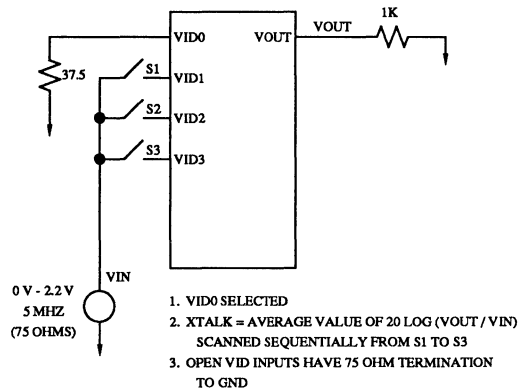 1K
VID0
VOUT
VOUT
37.5
S1
VID1
S2
VID2
S3
VID3
VIN
0 V - 2.2 V
5 MHZ
(75 OHMS)
1. VID0 SELECTED
2. XTALK = AVERAGE VALUE OF 20 LOG (VOUT / VIN)
SCANNED SEQUENTIALLY FROM S1 TO S3
3. OPEN VID INPUTS HAVE 75 OHM TERMINATION
TO GND